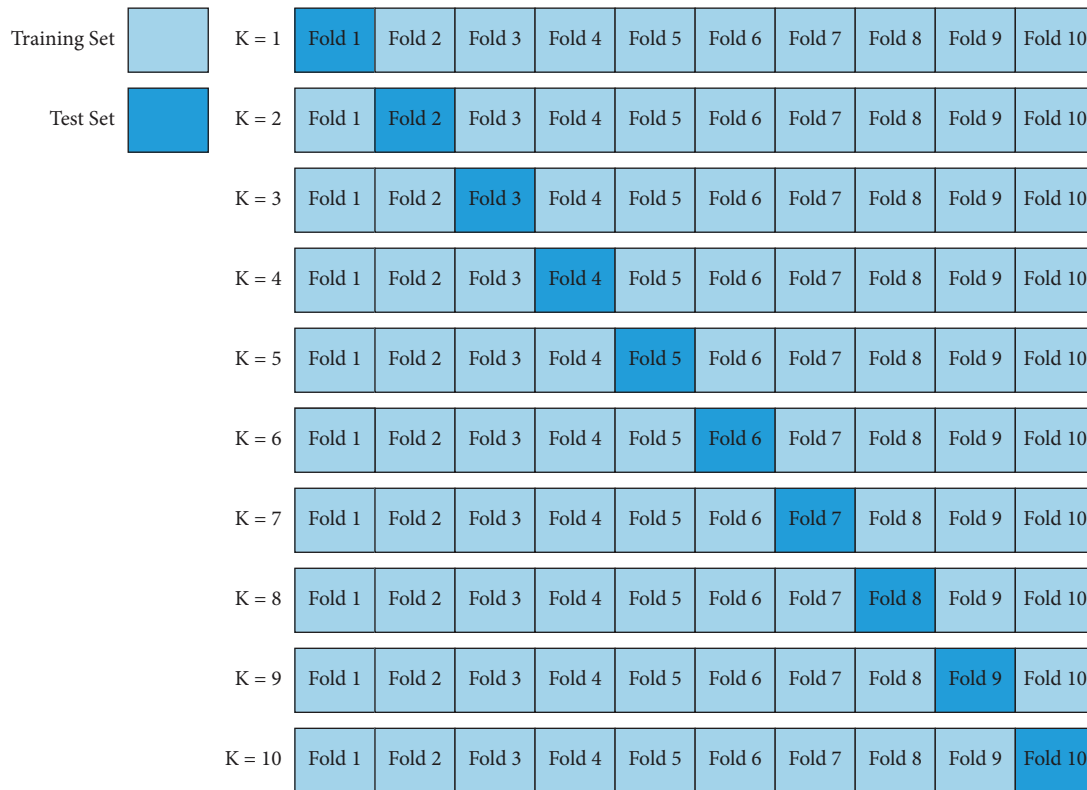 Training Set K = 1 Fold 1 Fold 2 Fold 3 Fold 4 Fold 5 Fold 6 Fold 7 Fold 8 Fold 9 Fold 10
Test Set K = 2 Fold 1 Fold 2 Fold 3 Fold 4 Fold 5 Fold 6 Fold 7 Fold 8 Fold 9 Fold 10
K = 3 Fold 1 Fold 2 Fold 3 Fold 4 Fold 5 Fold 6 Fold 7 Fold 8 Fold 9 Fold 10
K = 4 Fold 1 Fold 2 Fold 3 Fold 4 Fold 5 Fold 6 Fold 7 Fold 8 Fold 9 Fold 10
K = 5 Fold 1 Fold 2 Fold 3 Fold 4 Fold 5 Fold 6 Fold 7 Fold 8 Fold 9 Fold 10
K = 6 Fold 1 Fold 2 Fold 3 Fold 4 Fold 5 Fold 6 Fold 7 Fold 8 Fold 9 Fold 10
K = 7 Fold 1 Fold 2 Fold 3 Fold 4 Fold 5 Fold 6 Fold 7 Fold 8 Fold 9 Fold 10
K = 8 Fold 1 Fold 2 Fold 3 Fold 4 Fold 5 Fold 6 Fold 7 Fold 8 Fold 9 Fold 10
K = 9 Fold 1 Fold 2 Fold 3 Fold 4 Fold 5 Fold 6 Fold 7 Fold 8 Fold 9 Fold 10
K = 10 Fold 1 Fold 2 Fold 3 Fold 4 Fold 5 Fold 6 Fold 7 Fold 8 Fold 9 Fold 10